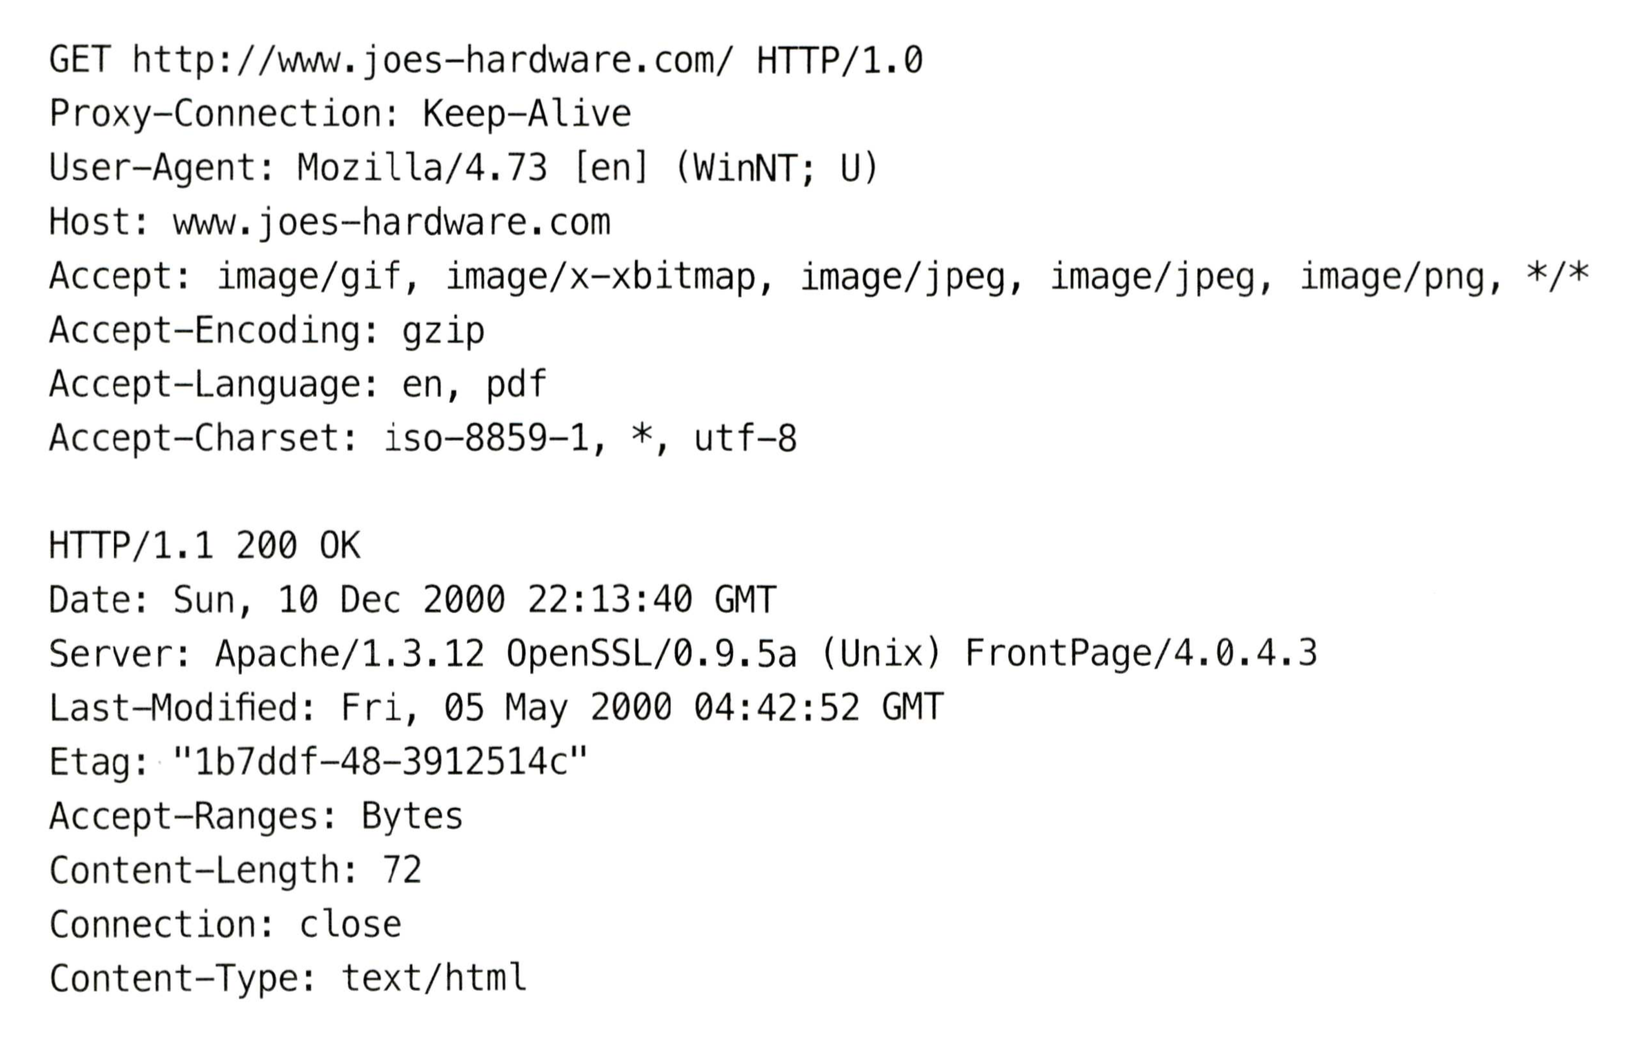 GET http://www.joes-hardware.com/ HTTP/1.0
Proxy-Connection: Keep-Alive
User-Agent: Mozilla/4.73 [en] (WinNT; U)
Host: www.joes-hardware.com
Accept: image/gif, image/x-xbitmap, image/jpeg, image/jpeg, image/png, */*
Accept-Encoding: gzip
Accept-Language: en, pdf
Accept-Charset: iso-8859-1, *, utf-8

HTTP/1.1 200 OK
Date: Sun, 10 Dec 2000 22:13:40 GMT
Server: Apache/1.3.12 OpenSSL/0.9.5a (Unix) FrontPage/4.0.4.3
Last-Modified: Fri, 05 May 2000 04:42:52 GMT
Etag: "1b7ddf-48-3912514c"
Accept-Ranges: Bytes
Content-Length: 72
Connection: close
Content-Type: text/html